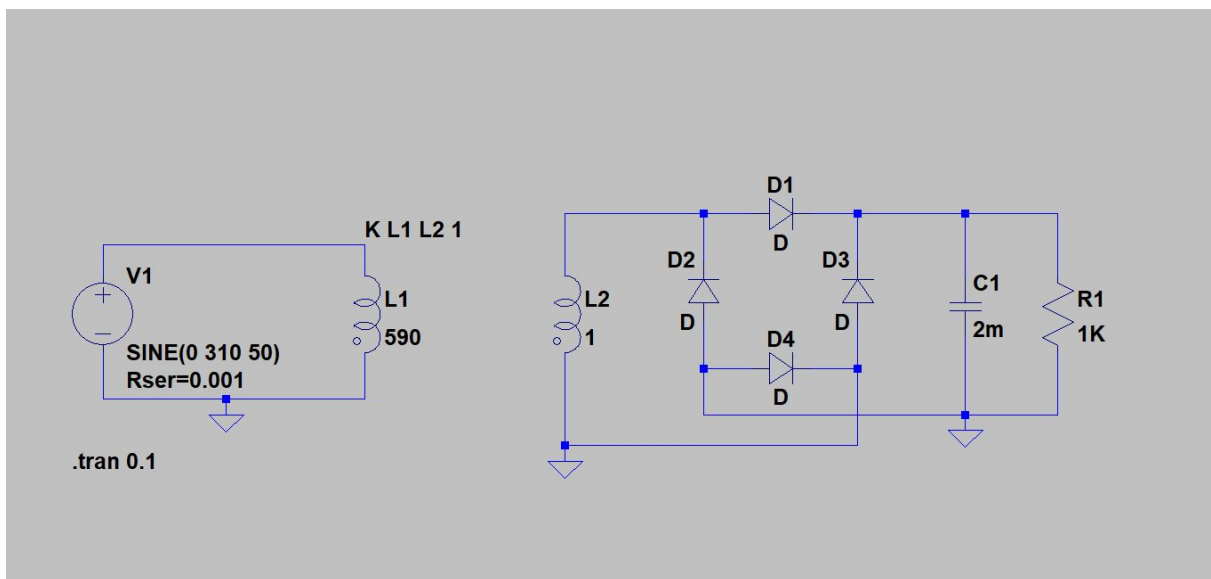 K L1 L2 1
V1
L1
590
SINE(0 310 50)
Rser=0.001
.tran 0.1
L2
1
D1
D
D2
D
D3
D
D4
D
C1
2m
R1
1K